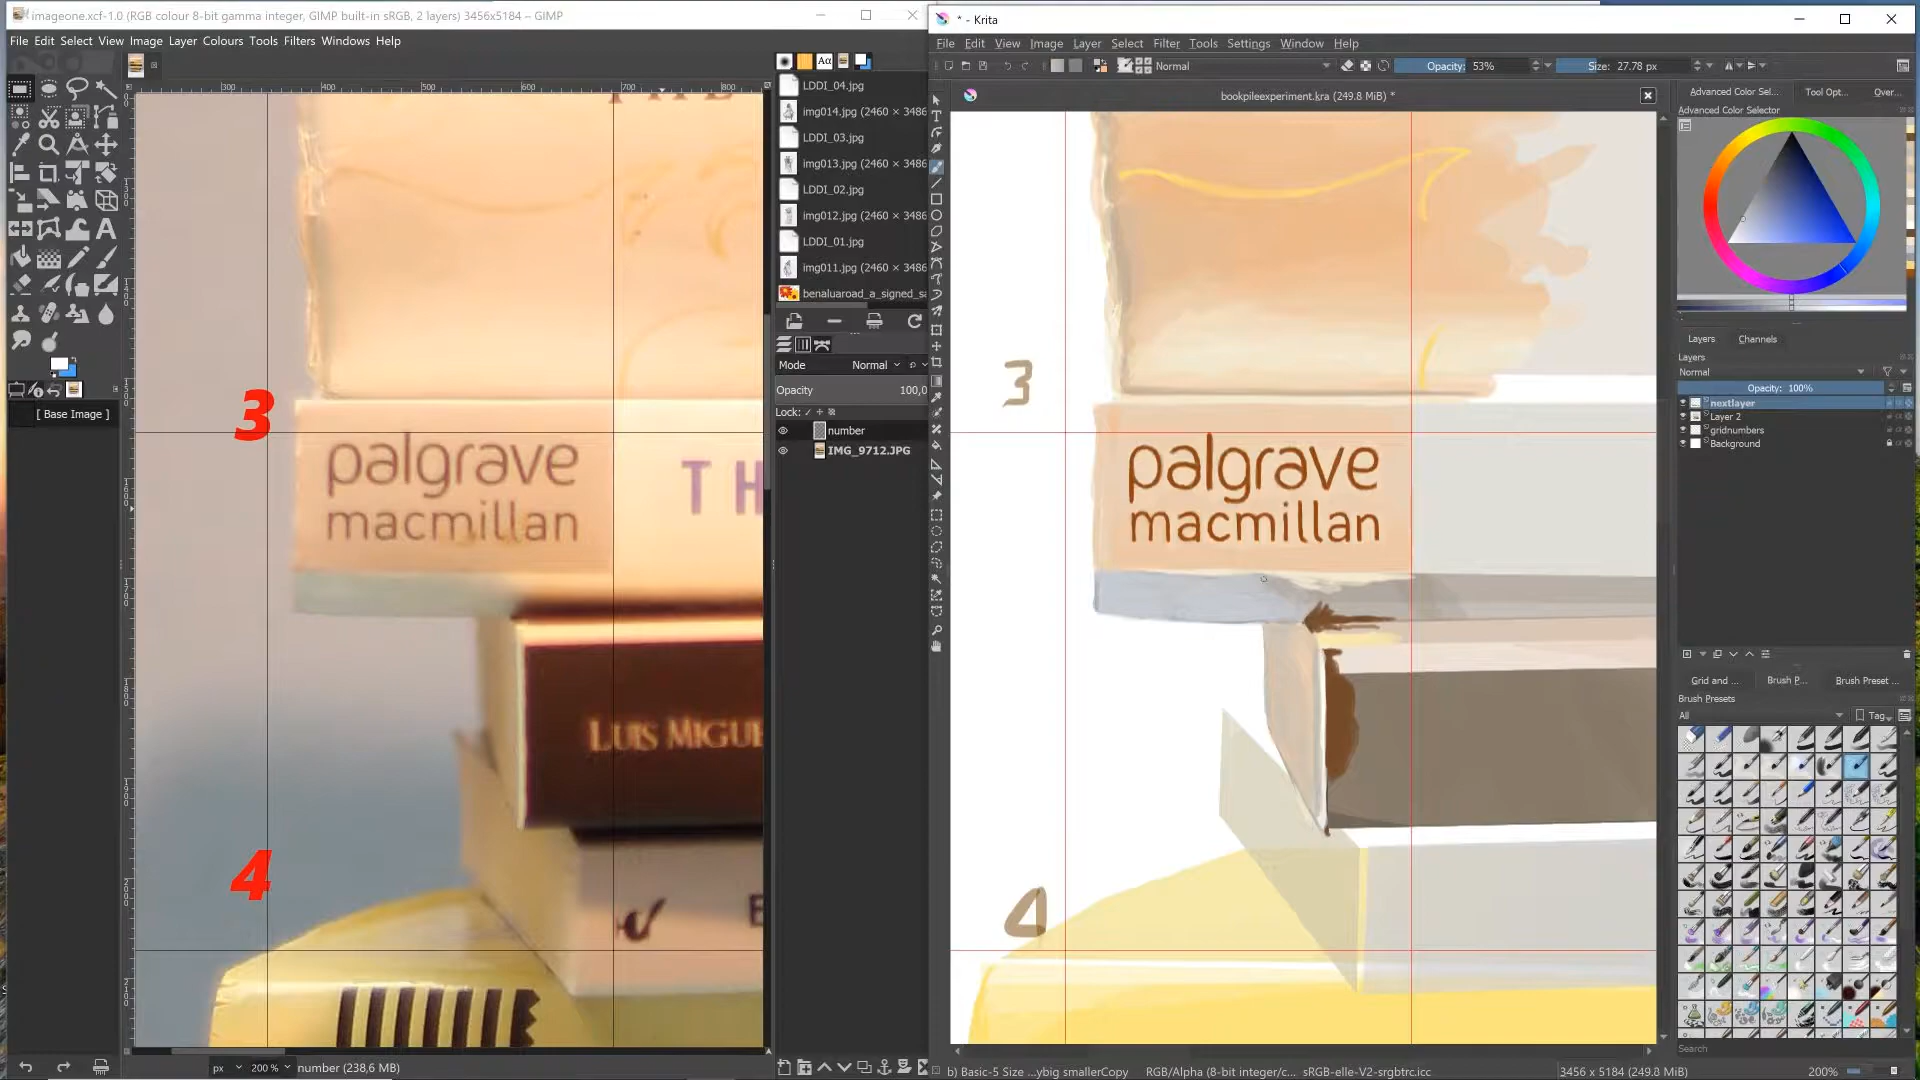 imageone.xcf-1.0 (RGB colour 8-bit gamma integer, GIMP built-in sRGB, 2 layers) 3456x5184 – GIMP
File Edit Select View Image Layer Colours Tools Filters Windows Help
[ Base Image ]
300 400 500 600 700 800
3
palgrave
macmillan
TH
LUIS MIGUE
4
px 200 % number (238,6 MB)
LDDI_04.jpg
img014.jpg (2460 × 3486
LDDI_03.jpg
img013.jpg (2460 × 3486
LDDI_02.jpg
img012.jpg (2460 × 3486
LDDI_01.jpg
img011.jpg (2460 × 3486
benaluaroad_a_signed_sa
Mode Normal
Opacity 100,0
Lock:
number
IMG_9712.JPG
* - Krita
File Edit View Image Layer Select Filter Tools Settings Window Help
Normal Opacity: 53% Size: 27.78 px
bookpileexperiment.kra (249.8 MiB) *
3
palgrave
macmillan
4
Advanced Color Sel... Tool Opt... Over...
Advanced Color Selector
Layers Channels
Layers
Normal
Opacity: 100%
nextlayer
Layer 2
gridnumbers
Background
Grid and ... Brush P... Brush Preset ...
Brush Presets
All Tag
Search
b) Basic-5 Size ...ybig smallerCopy RGB/Alpha (8-bit integer/c... sRGB-elle-V2-srgbtrc.icc 3456 x 5184 (249.8 MiB) 200%